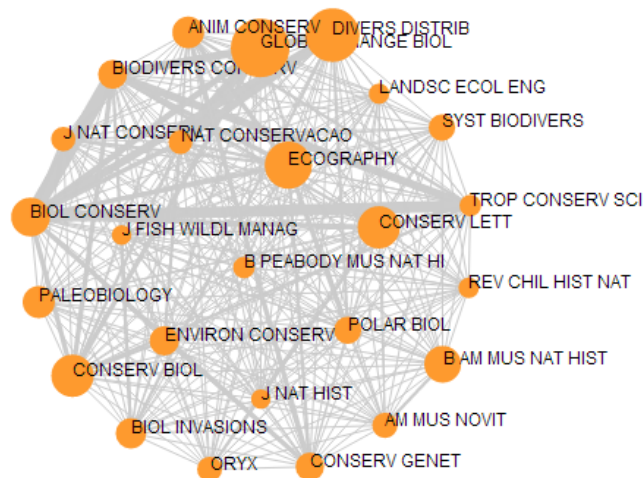 ANIM CONSERV
DIVERS DISTRIB
GLOB CHANGE BIOL
BIODIVERS CONSERV
LANDSC ECOL ENG
SYST BIODIVERS
J NAT CONSERV
NAT CONSERVACAO
ECOGRAPHY
TROP CONSERV SCI
BIOL CONSERV
CONSERV LETT
J FISH WILDL MANAG
B PEABODY MUS NAT HI
REV CHIL HIST NAT
PALEOBIOLOGY
ENVIRON CONSERV
POLAR BIOL
B AM MUS NAT HIST
CONSERV BIOL
J NAT HIST
AM MUS NOVIT
BIOL INVASIONS
ORYX
CONSERV GENET